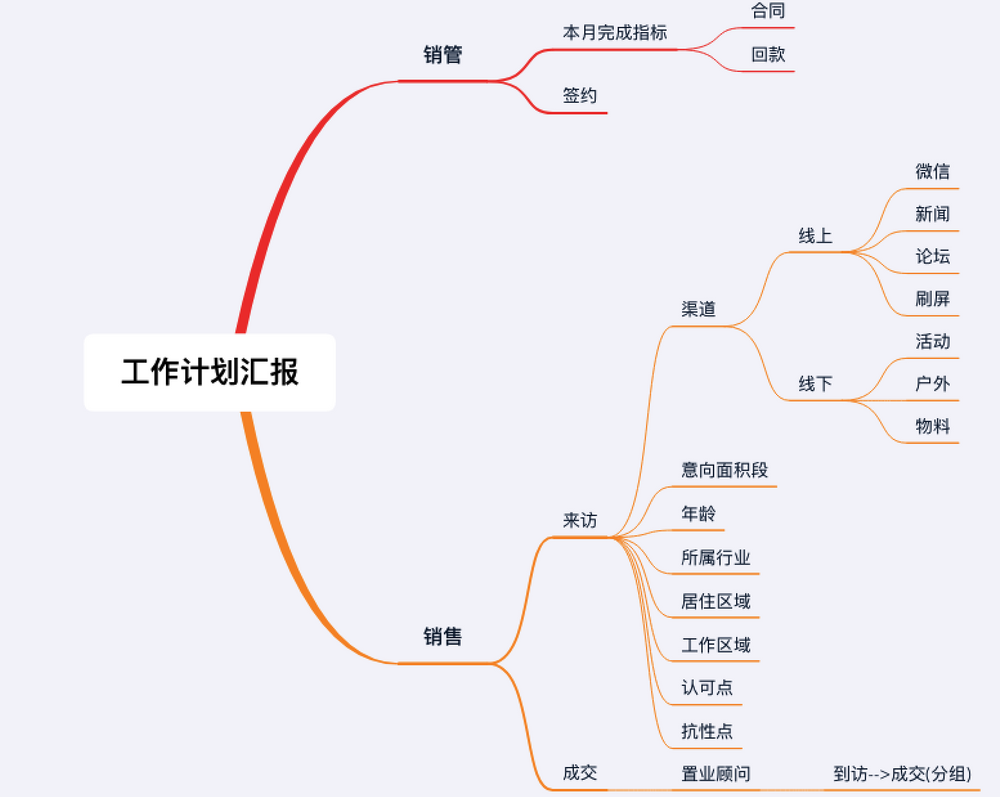 工作计划汇报
销管
本月完成指标
合同
回款
签约
销售
来访
渠道
线上
微信
新闻
论坛
刷屏
线下
活动
户外
物料
意向面积段
年龄
所属行业
居住区域
工作区域
认可点
抗性点
成交
置业顾问
到访-->成交(分组)